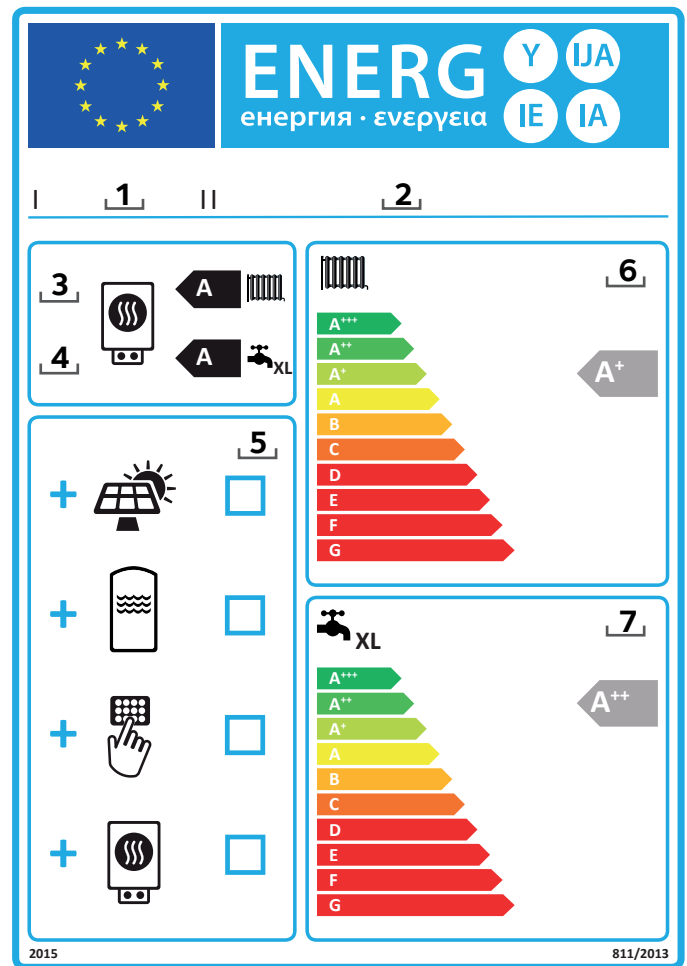 ENERG Y IJA
енергия · ενεργεια IE IA
I 1 II 2
3 A
4 A XL
5
6
A+++
A++
A+
A
B
C
D
E
F
G
A+
XL 7
A+++
A++
A+
A
B
C
D
E
F
G
A++
2015 811/2013